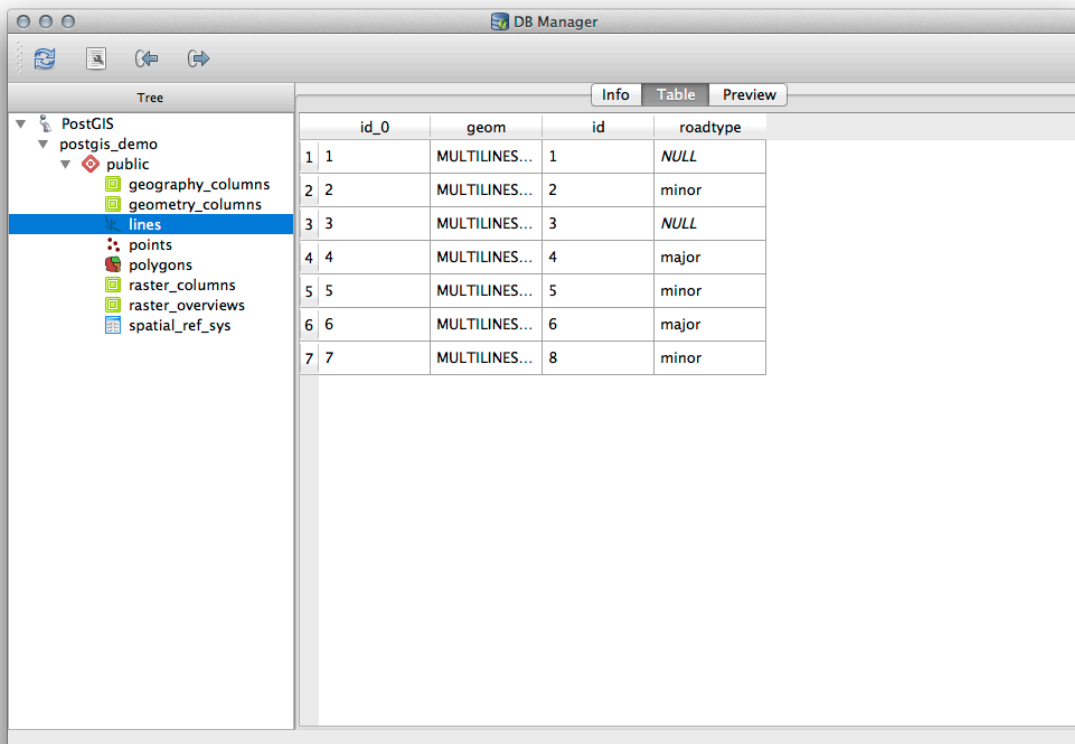 DB Manager
Tree
Info Table Preview
PostGIS
postgis_demo
public
geography_columns
geometry_columns
lines
points
polygons
raster_columns
raster_overviews
spatial_ref_sys
id_0 geom id roadtype
1 1 MULTILINES... 1 NULL
2 2 MULTILINES... 2 minor
3 3 MULTILINES... 3 NULL
4 4 MULTILINES... 4 major
5 5 MULTILINES... 5 minor
6 6 MULTILINES... 6 major
7 7 MULTILINES... 8 minor